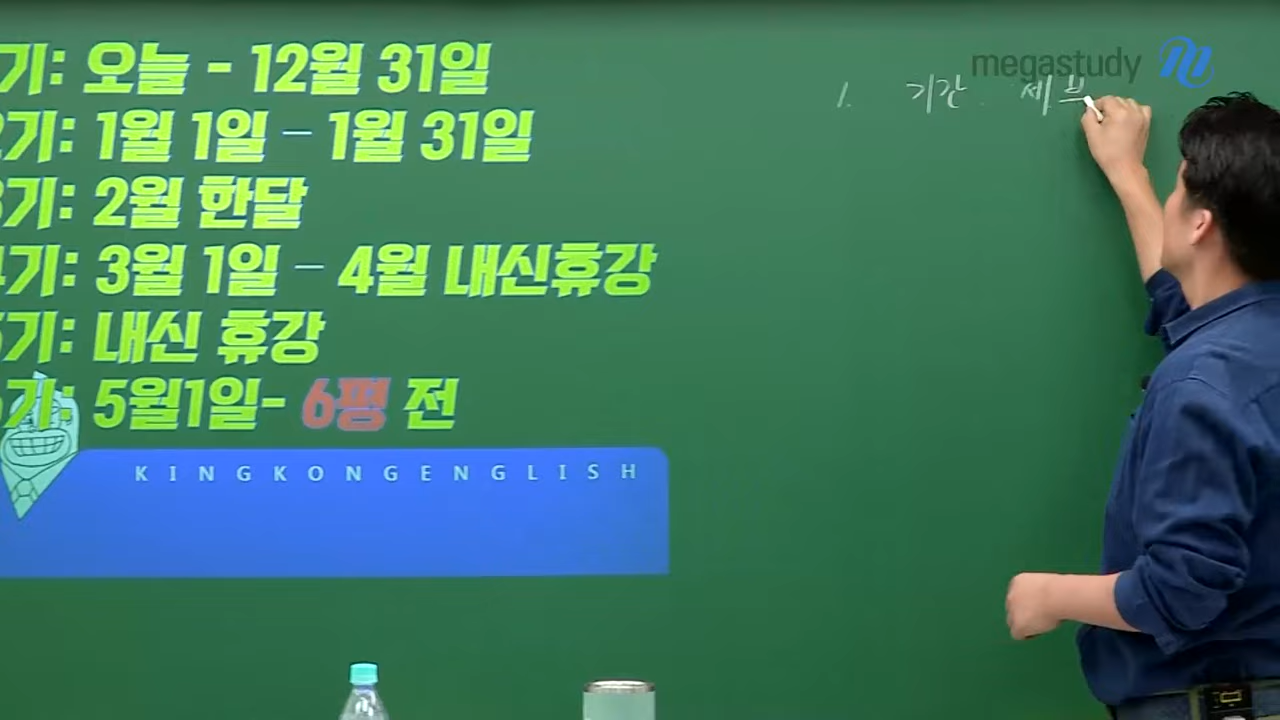 기: 오늘 - 12월 31일
2기: 1월 1일 – 1월 31일
3기: 2월 한달
4기: 3월 1일 – 4월 내신휴강
5기: 내신 휴강
6기: 5월1일- 6평 전
KINGKONGENGLISH
megastudy
1. 기간 세부